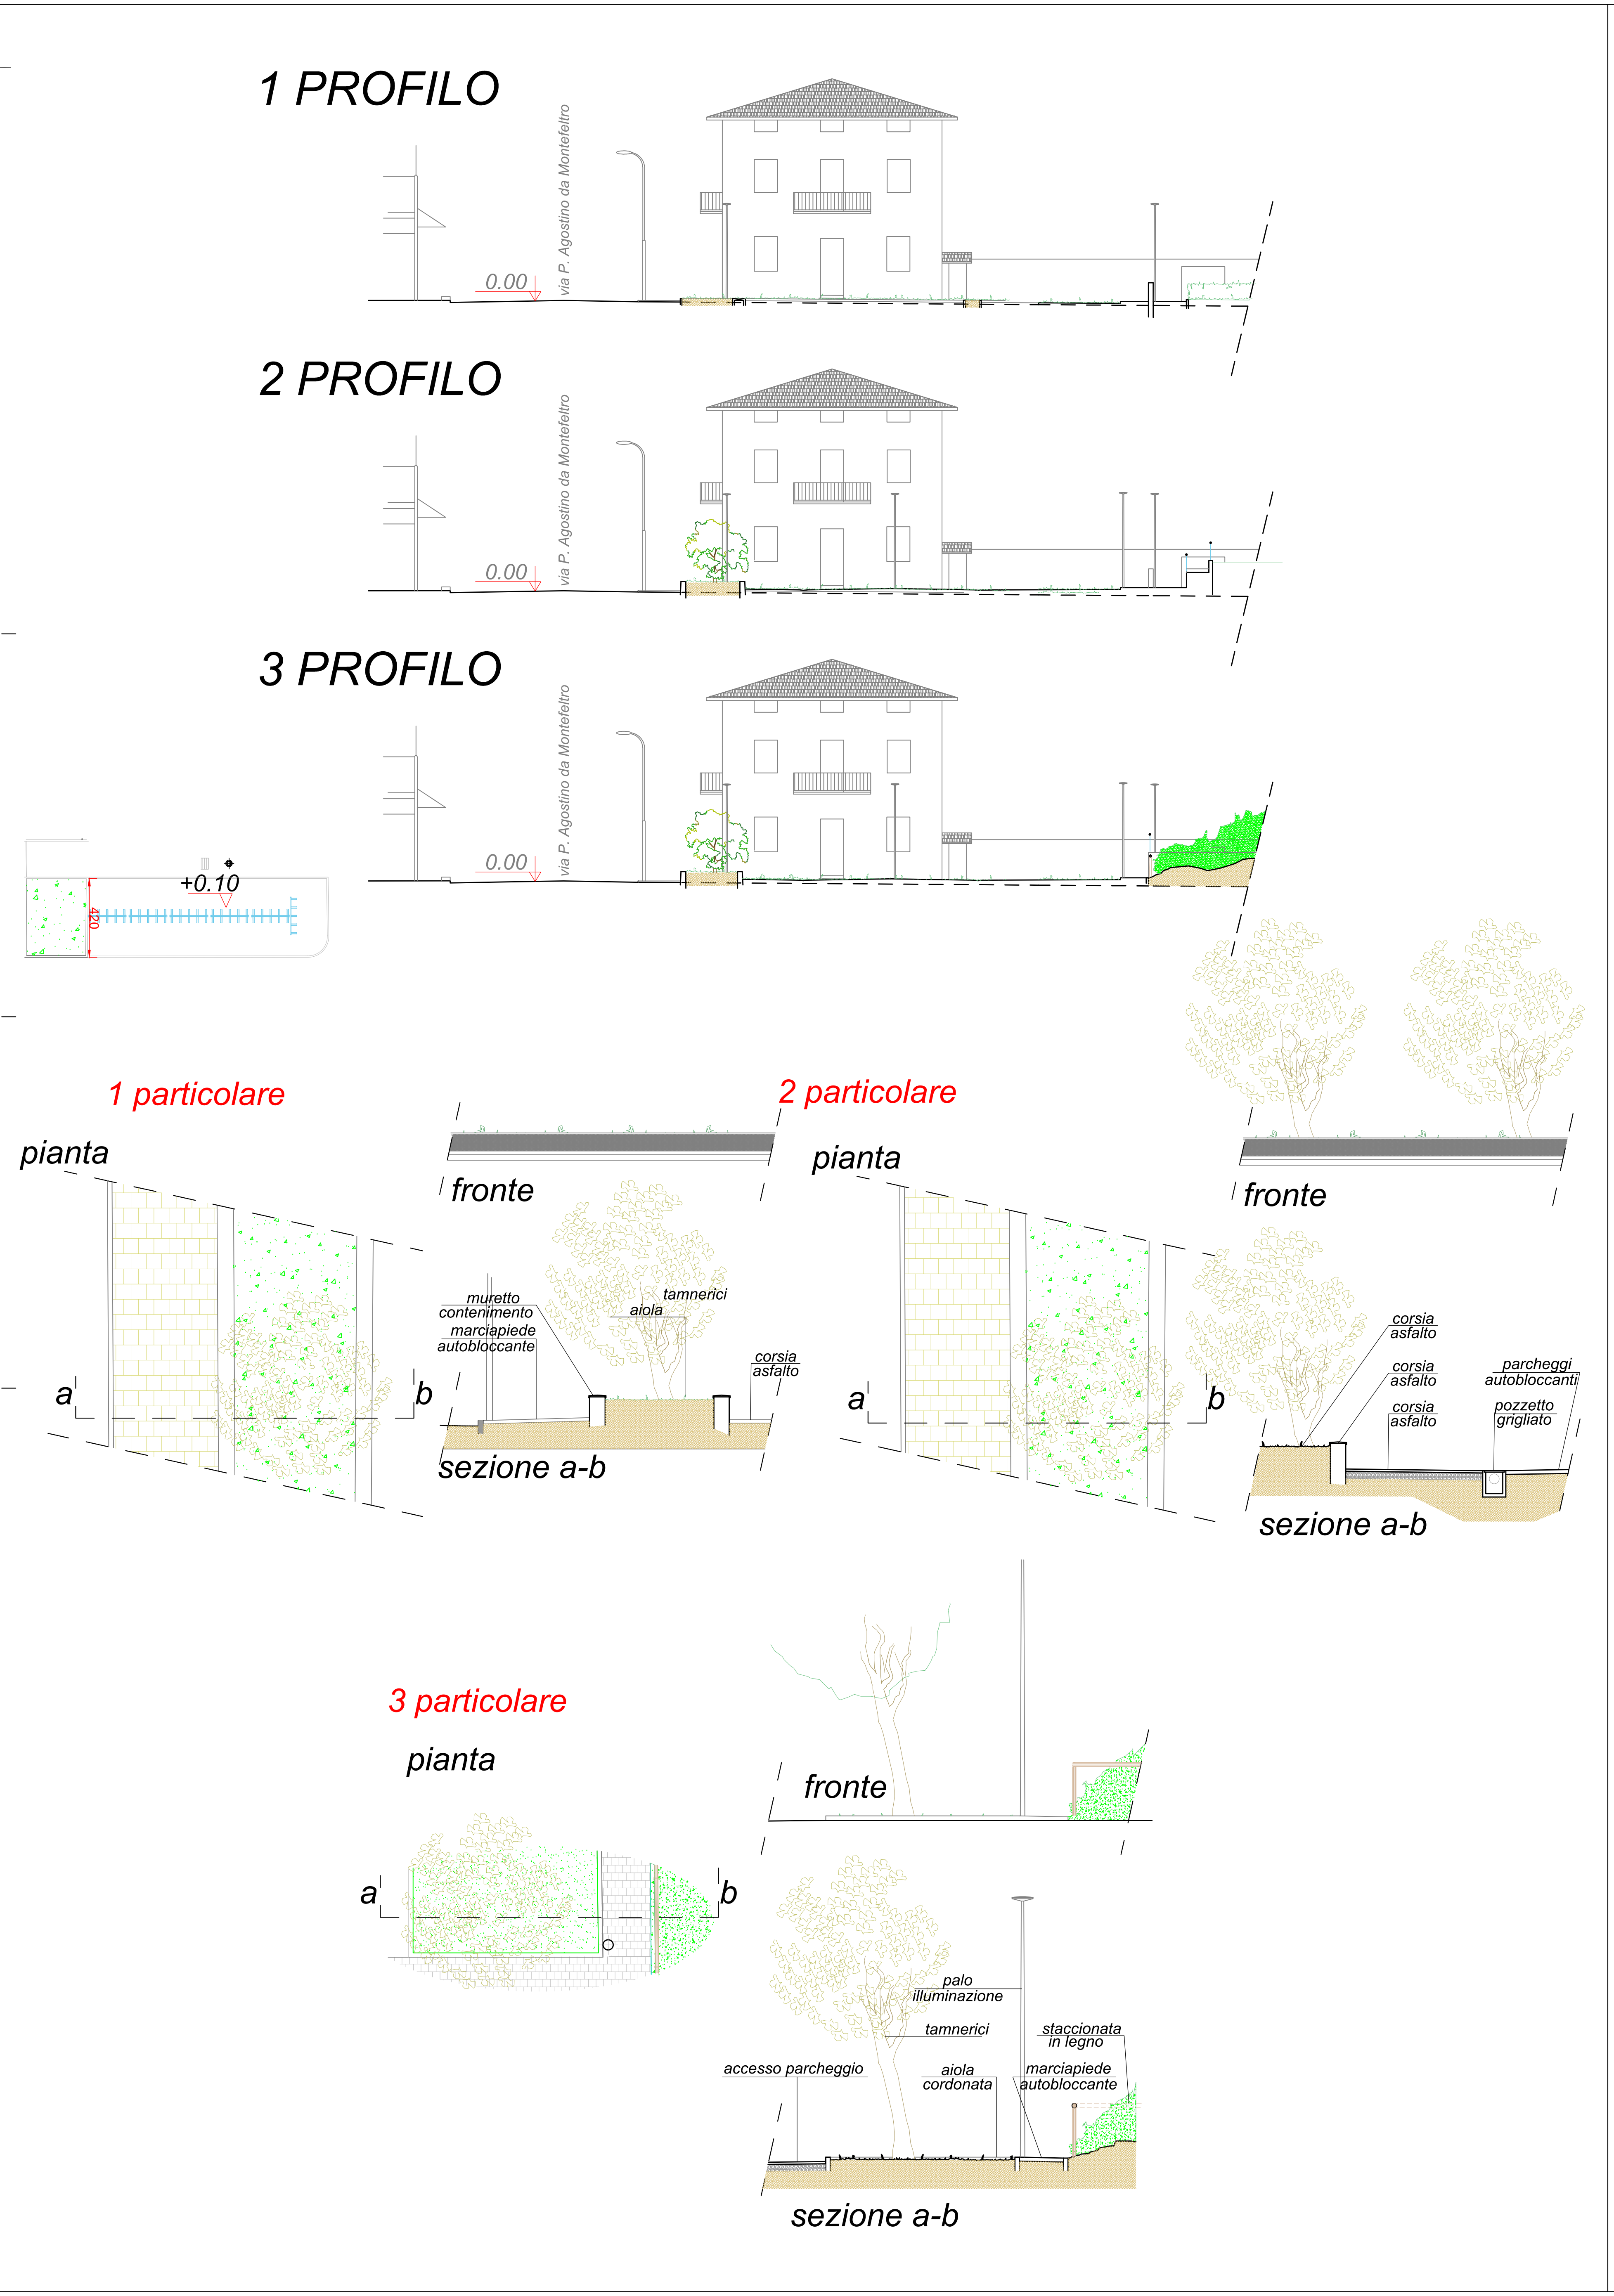 1 PROFILO
via P. Agostino da Montefeltro
0.00
2 PROFILO
via P. Agostino da Montefeltro
0.00
3 PROFILO
via P. Agostino da Montefeltro
0.00
+0.10
420
1 particolare
pianta
fronte
a
b
muretto
contenimento
marciapiede
autobloccante
tamnerici
aiola
corsia
asfalto
sezione a-b
2 particolare
pianta
fronte
a
b
corsia
asfalto
corsia
asfalto
corsia
asfalto
parcheggi
autobloccanti
pozzetto
grigliato
sezione a-b
3 particolare
pianta
fronte
a
b
palo
illuminazione
tamnerici
staccionata
in legno
accesso parcheggio
aiola
cordonata
marciapiede
autobloccante
sezione a-b